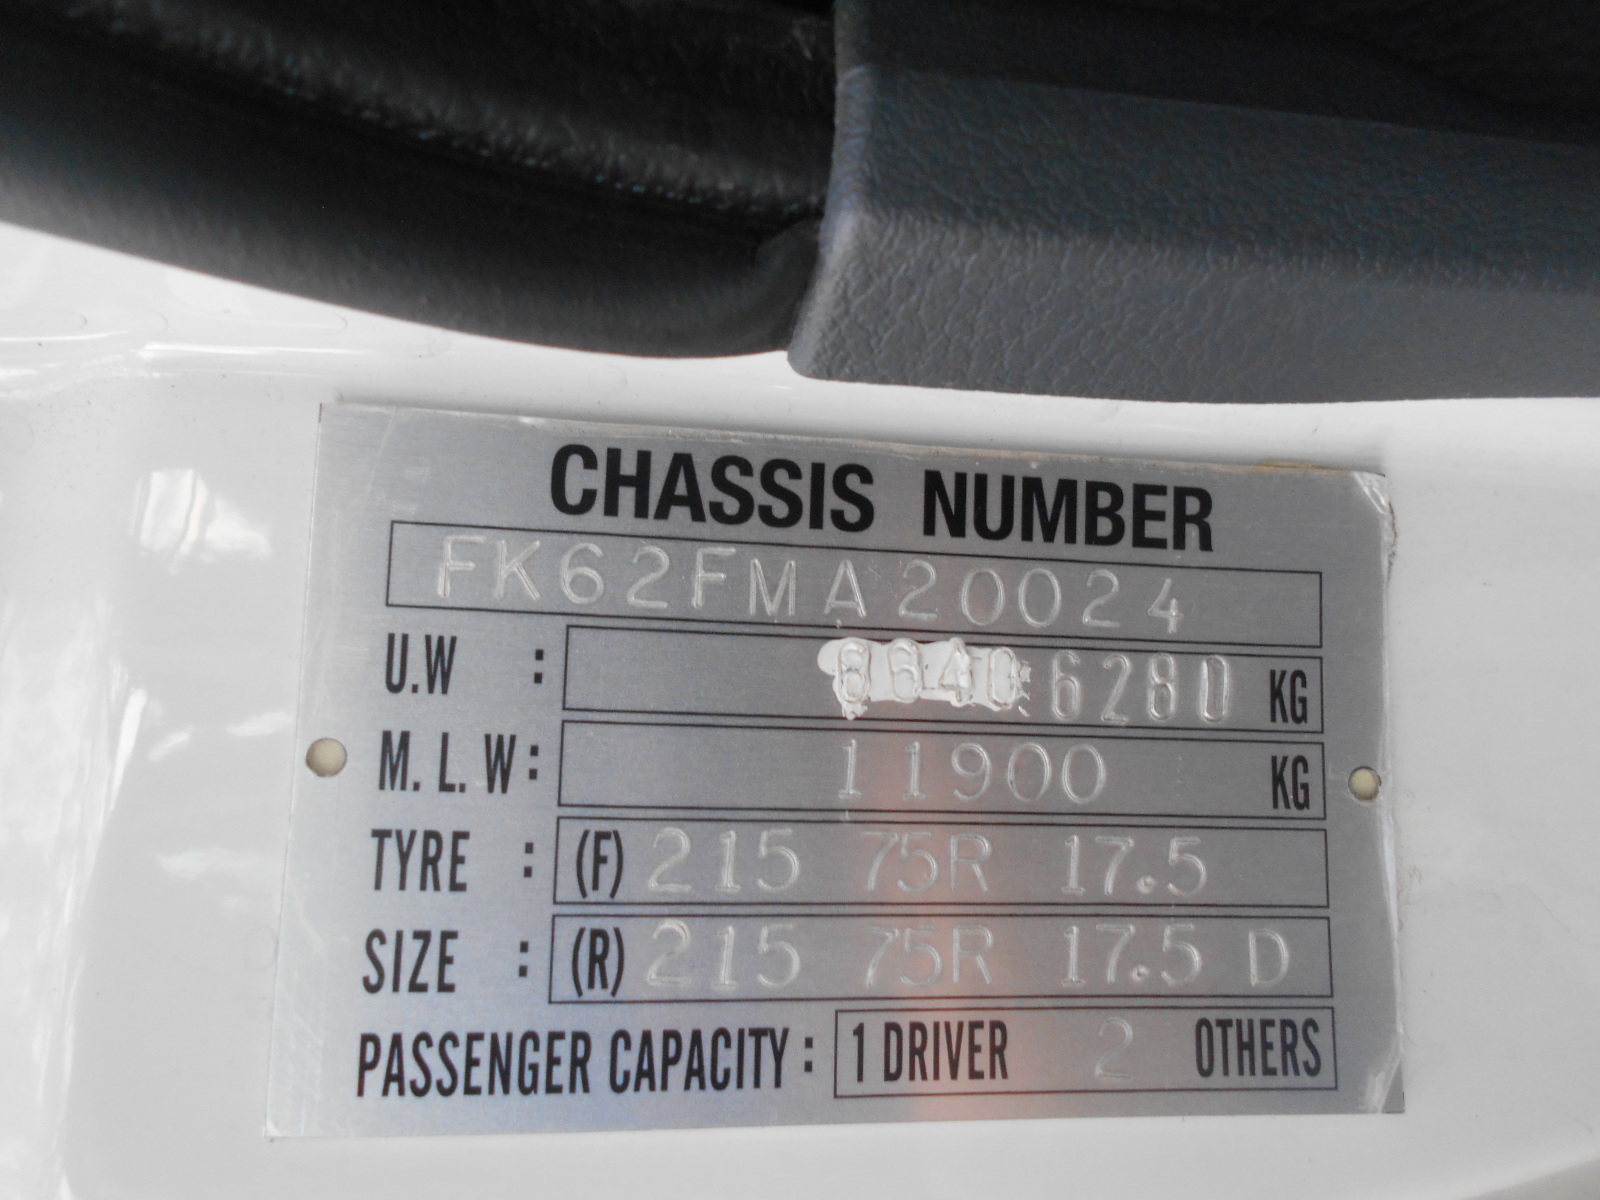 CHASSIS NUMBER
FK62FMA20024
U.W : 6640 6280 KG
M. L. W : 11900 KG
TYRE : (F) 215 75R 17.5
SIZE : (R) 215 75R 17.5 D
PASSENGER CAPACITY : 1 DRIVER 2 OTHERS